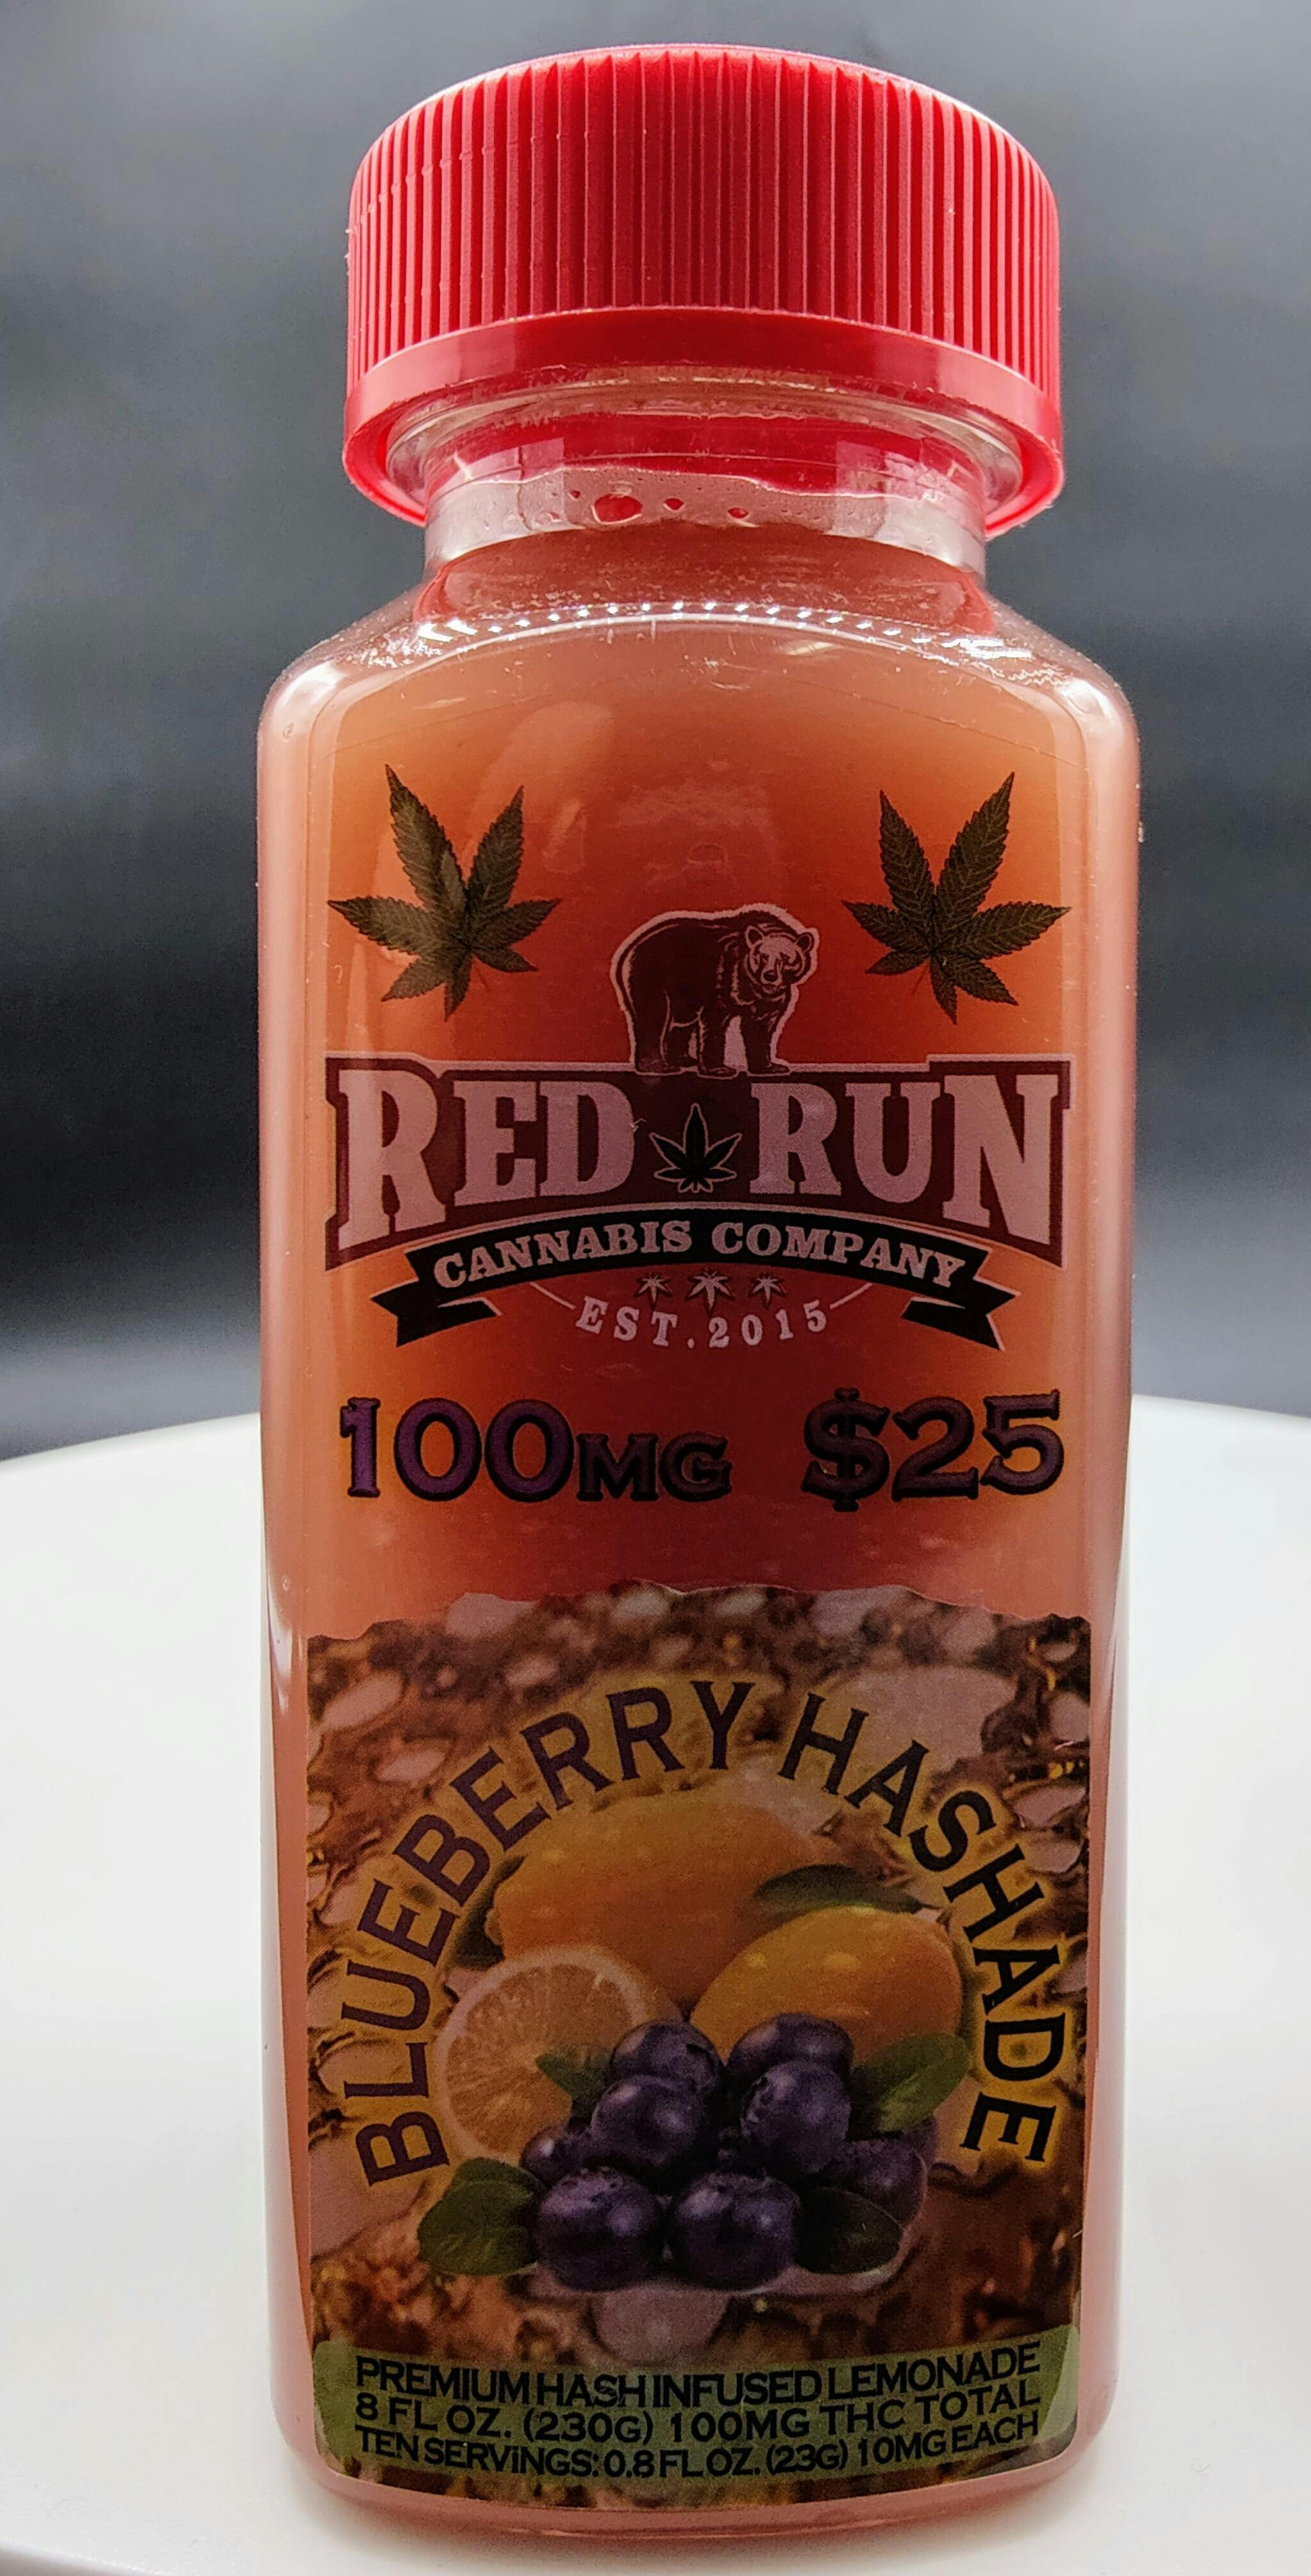 RED RUN
CANNABIS COMPANY
EST. 2015
100MG $25
BLUEBERRY HASHADE
PREMIUM HASH INFUSED LEMONADE
8 FL OZ. (230G) 100MG THC TOTAL
TEN SERVINGS: 0.8 FL OZ. (23G) 10MG EACH